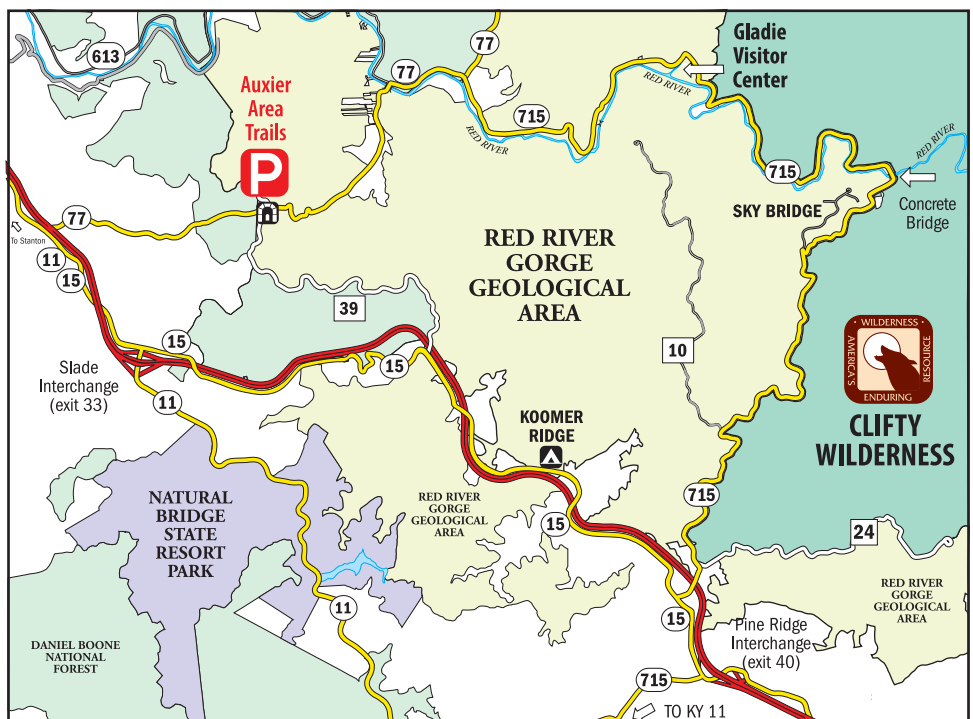 613
77
77
Gladie
Visitor
Center
Auxier
Area
Trails
P
RED RIVER
715
RED RIVER
RED RIVER
715
77
SKY BRIDGE
Concrete
Bridge
To Stanton
11
15
RED RIVER
GORGE
GEOLOGICAL
AREA
39
15
15
10
WILDERNESS
AMERICA'S
RESOURCE
ENDURING
Slade
Interchange
(exit 33)
11
KOOMER
RIDGE
CLIFTY
WILDERNESS
NATURAL
BRIDGE
STATE
RESORT
PARK
RED RIVER
GORGE
GEOLOGICAL
AREA
715
15
24
RED RIVER
GORGE
GEOLOGICAL
AREA
11
15
Pine Ridge
Interchange
(exit 40)
DANIEL BOONE
NATIONAL
FOREST
715
TO KY 11